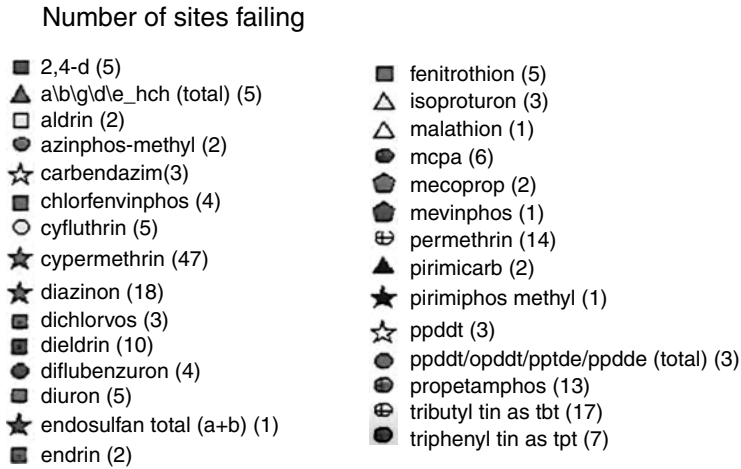 Number of sites failing
2,4-d (5)
a\b\g\d\e_hch (total) (5)
aldrin (2)
azinphos-methyl (2)
carbendazim(3)
chlorfenvinphos (4)
cyfluthrin (5)
cypermethrin (47)
diazinon (18)
dichlorvos (3)
dieldrin (10)
diflubenzuron (4)
diuron (5)
endosulfan total (a+b) (1)
endrin (2)
fenitrothion (5)
isoproturon (3)
malathion (1)
mcpa (6)
mecoprop (2)
mevinphos (1)
permethrin (14)
pirimicarb (2)
pirimiphos methyl (1)
ppddt (3)
ppddt/opddt/pptde/ppdde (total) (3)
propetamphos (13)
tributyl tin as tbt (17)
triphenyl tin as tpt (7)